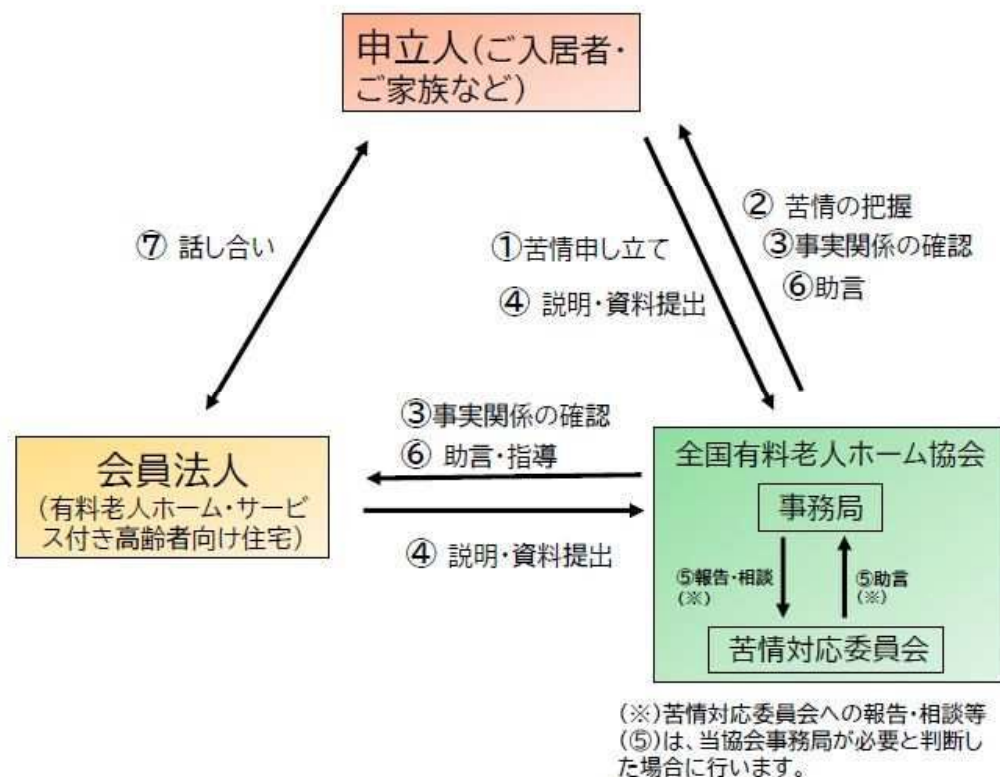 申立人(ご入居者・
ご家族など)
② 苦情の把握
③事実関係の確認
⑥助言
⑦ 話し合い
①苦情申し立て
④ 説明・資料提出
③事実関係の確認
⑥ 助言・指導
④ 説明・資料提出
会員法人
(有料老人ホーム・サービ
ス付き高齢者向け住宅)
全国有料老人ホーム協会
事務局
⑤報告・相談
(※)
⑤助言
(※)
苦情対応委員会
(※)苦情対応委員会への報告・相談等
(⑤)は、当協会事務局が必要と判断し
た場合に行います。